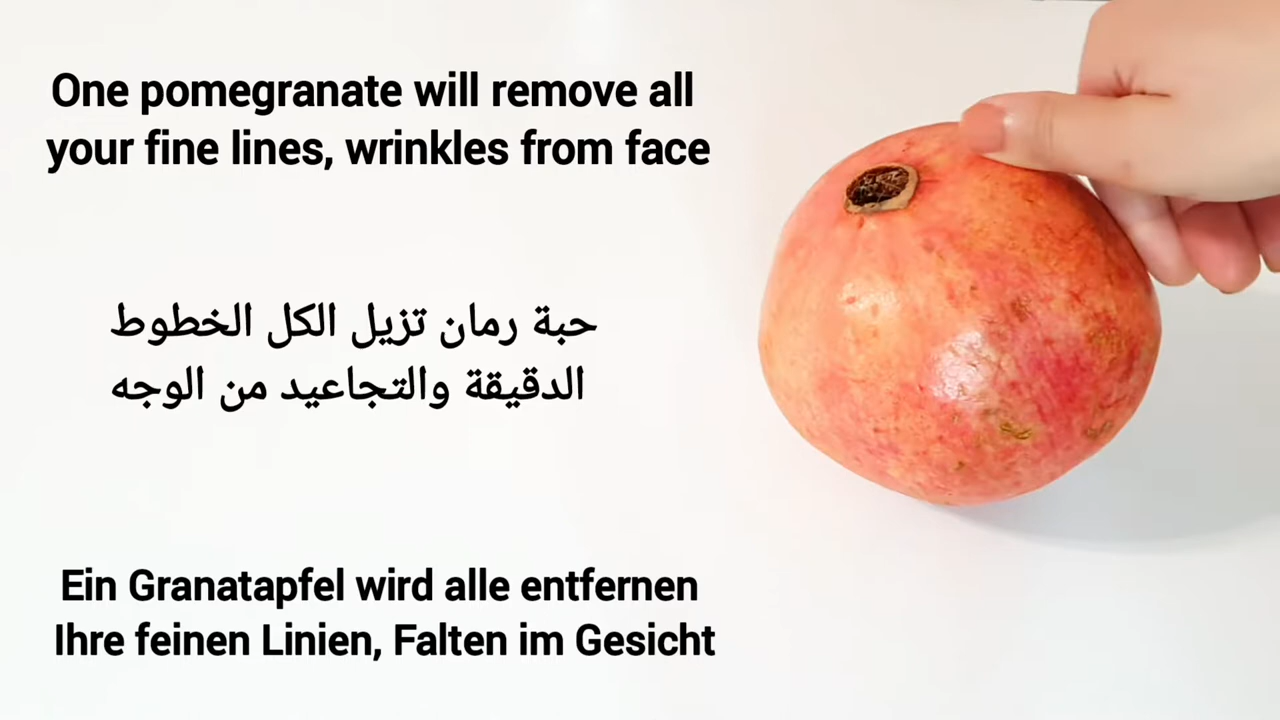 One pomegranate will remove all
your fine lines, wrinkles from face
حبة رمان تزيل الكل الخطوط
الدقيقة والتجاعيد من الوجه
Ein Granatapfel wird alle entfernen
Ihre feinen Linien, Falten im Gesicht